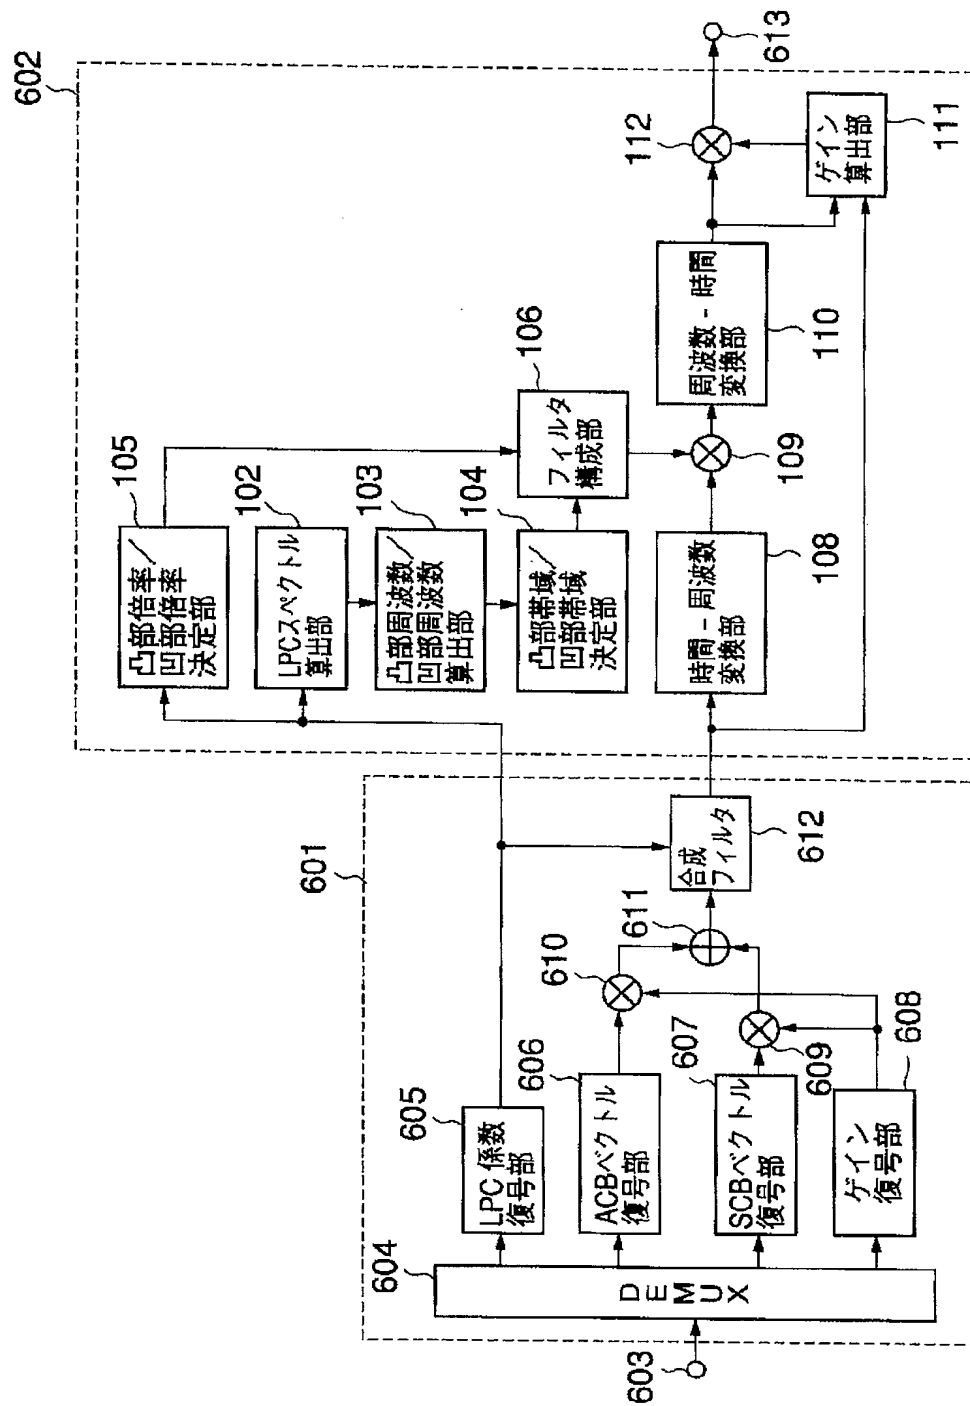 602
105
凸部倍率／
凹部倍率
決定部
102
LPCスペクトル
算出部
103
凸部周波数／
凹部周波数
算出部
104
凸部帯域／
凹部帯域
決定部
106
フィルタ
構成部
108
時間-周波数
変換部
109
110
周波数-時間
変換部
112
111
ゲイン
算出部
613
601
603
604
DEMUX
605
LPC係数
復号部
606
ACBベクトル
復号部
607
SCBベクトル
復号部
608
ゲイン
復号部
609
610
611
612
合成
フィルタ